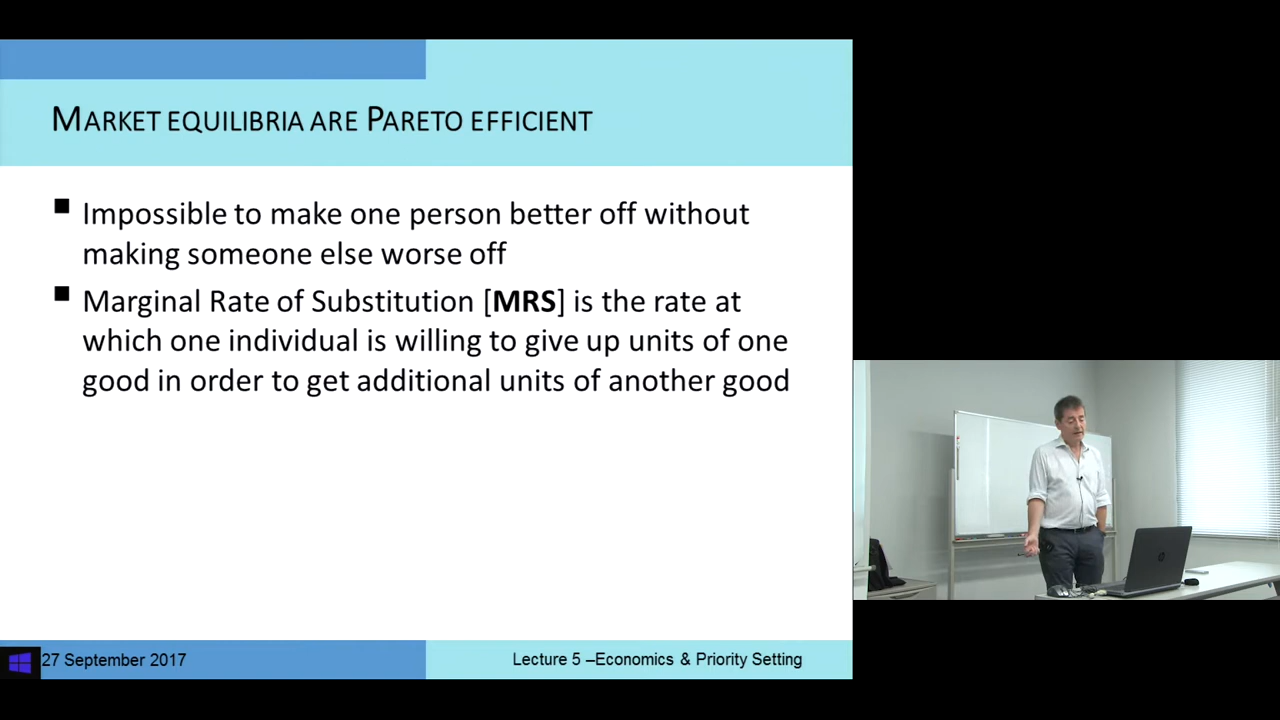 MARKET EQUILIBRIA ARE PARETO EFFICIENT
Impossible to make one person better off without
making someone else worse off
Marginal Rate of Substitution [MRS] is the rate at
which one individual is willing to give up units of one
good in order to get additional units of another good
27 September 2017
Lecture 5 –Economics & Priority Setting